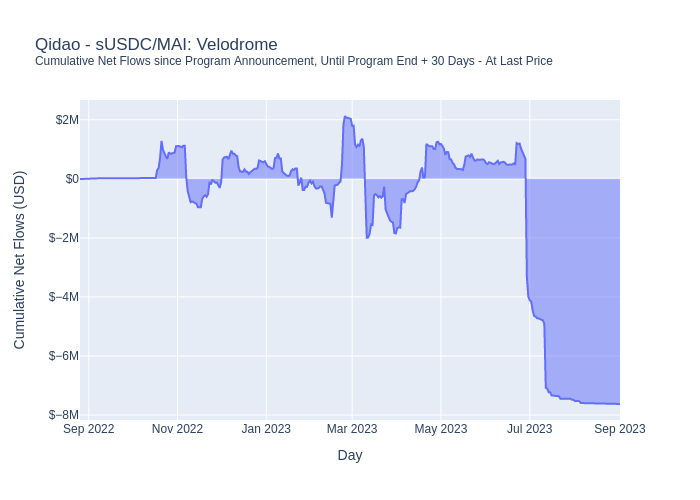 Qidao - sUSDC/MAI: Velodrome
Cumulative Net Flows since Program Announcement, Until Program End + 30 Days - At Last Price
Cumulative Net Flows (USD)
$2M
$0
$−2M
$−4M
$−6M
$−8M
Sep 2022 Nov 2022 Jan 2023 Mar 2023 May 2023 Jul 2023 Sep 2023
Day